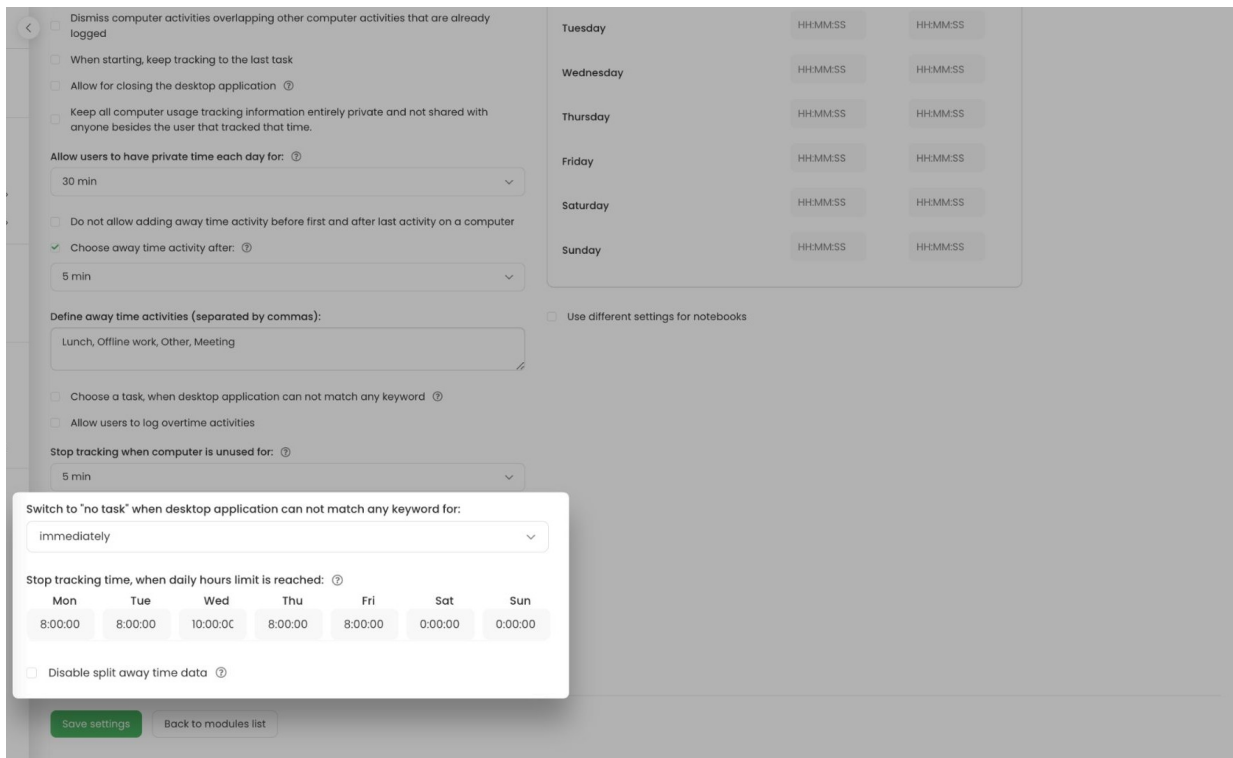 Dismiss computer activities overlapping other computer activities that are already
logged
When starting, keep tracking to the last task
Allow for closing the desktop application
Keep all computer usage tracking information entirely private and not shared with
anyone besides the user that tracked that time.
Allow users to have private time each day for:
30 min
Do not allow adding away time activity before first and after last activity on a computer
Choose away time activity after:
5 min
Define away time activities (separated by commas):
Lunch, Offline work, Other, Meeting
Choose a task, when desktop application can not match any keyword
Allow users to log overtime activities
Stop tracking when computer is unused for:
5 min
Switch to "no task" when desktop application can not match any keyword for:
immediately
Stop tracking time, when daily hours limit is reached:
Mon Tue Wed Thu Fri Sat Sun
8:00:00 8:00:00 10:00:0C 8:00:00 8:00:00 0:00:00 0:00:00
Disable split away time data
Save settings Back to modules list
Tuesday HH:MM:SS HH:MM:SS
Wednesday HH:MM:SS HH:MM:SS
Thursday HH:MM:SS HH:MM:SS
Friday HH:MM:SS HH:MM:SS
Saturday HH:MM:SS HH:MM:SS
Sunday HH:MM:SS HH:MM:SS
Use different settings for notebooks